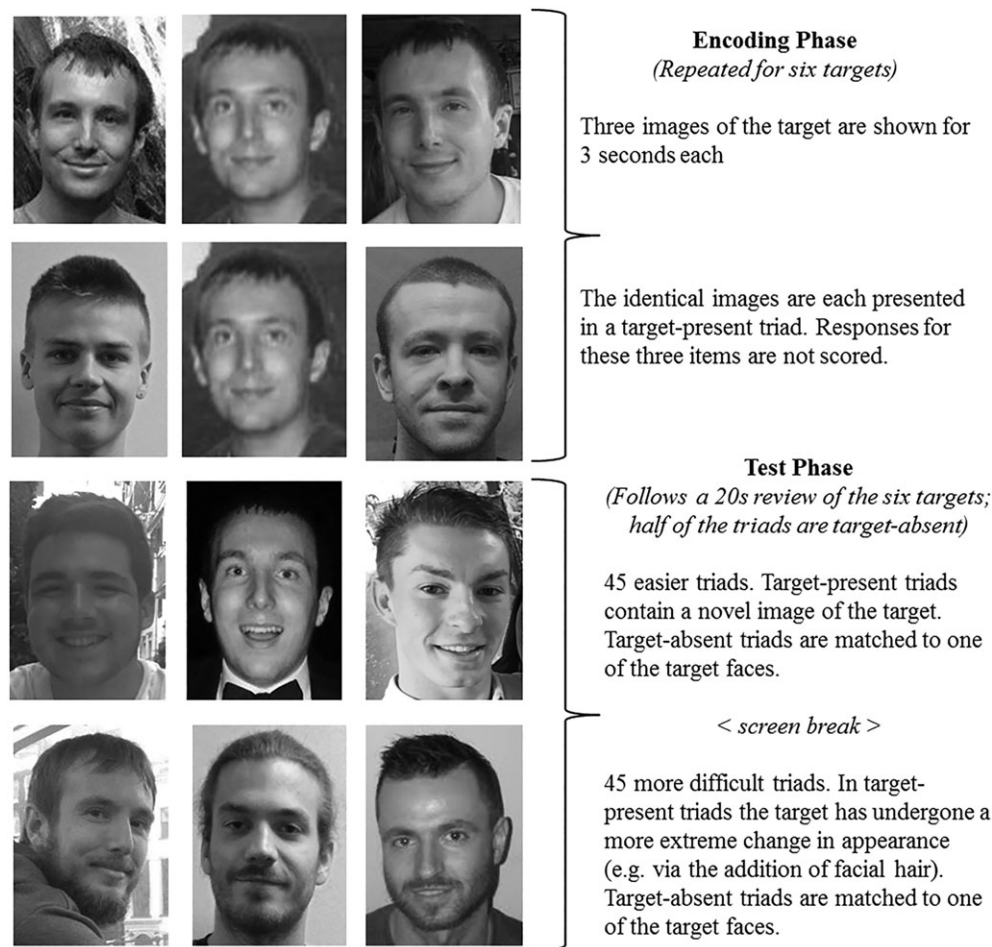 Encoding Phase
(Repeated for six targets)
Three images of the target are shown for
3 seconds each
The identical images are each presented
in a target-present triad. Responses for
these three items are not scored.
Test Phase
(Follows a 20s review of the six targets;
half of the triads are target-absent)
45 easier triads. Target-present triads
contain a novel image of the target.
Target-absent triads are matched to one
of the target faces.
< screen break >
45 more difficult triads. In target-
present triads the target has undergone a
more extreme change in appearance
(e.g. via the addition of facial hair).
Target-absent triads are matched to one
of the target faces.